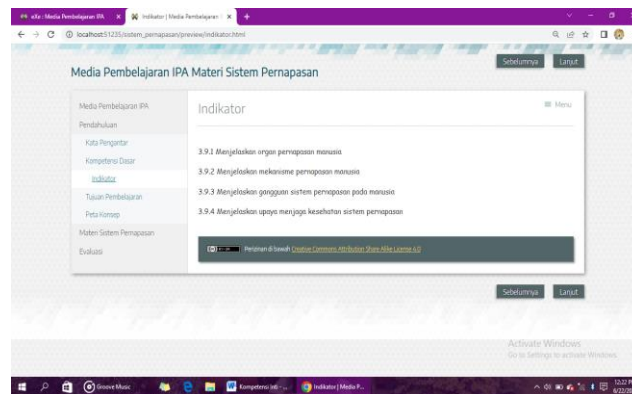 eXe : Media Pembelajaran IPA
Indikator | Media Pembelajaran I
localhost:51235/sistem_pernapasan/preview/indikator.html
Media Pembelajaran IPA Materi Sistem Pernapasan
Sebelumnya
Lanjut
Media Pembelajaran IPA
Pendahuluan
Kata Pengantar
Kompetensi Dasar
Indikator
Tujuan Pembelajaran
Peta Konsep
Materi Sistem Pernapasan
Evaluasi
Indikator
Menu
3.9.1 Menjelaskan organ pernapasan manusia
3.9.2 Menjelaskan mekanisme pernapasan manusia
3.9.3 Menjelaskan gangguan sistem pernapasan pada manusia
3.9.4 Menjelaskan upaya menjaga kesehatan sistem pernapasan
Perizinan di bawah Creative Commons Attribution Share Alike License 4.0
Sebelumnya
Lanjut
Activate Windows
Go to Settings to activate Windows.
Groove Music
Kompetensi Inti - ...
Indikator | Media P...
12:22 P